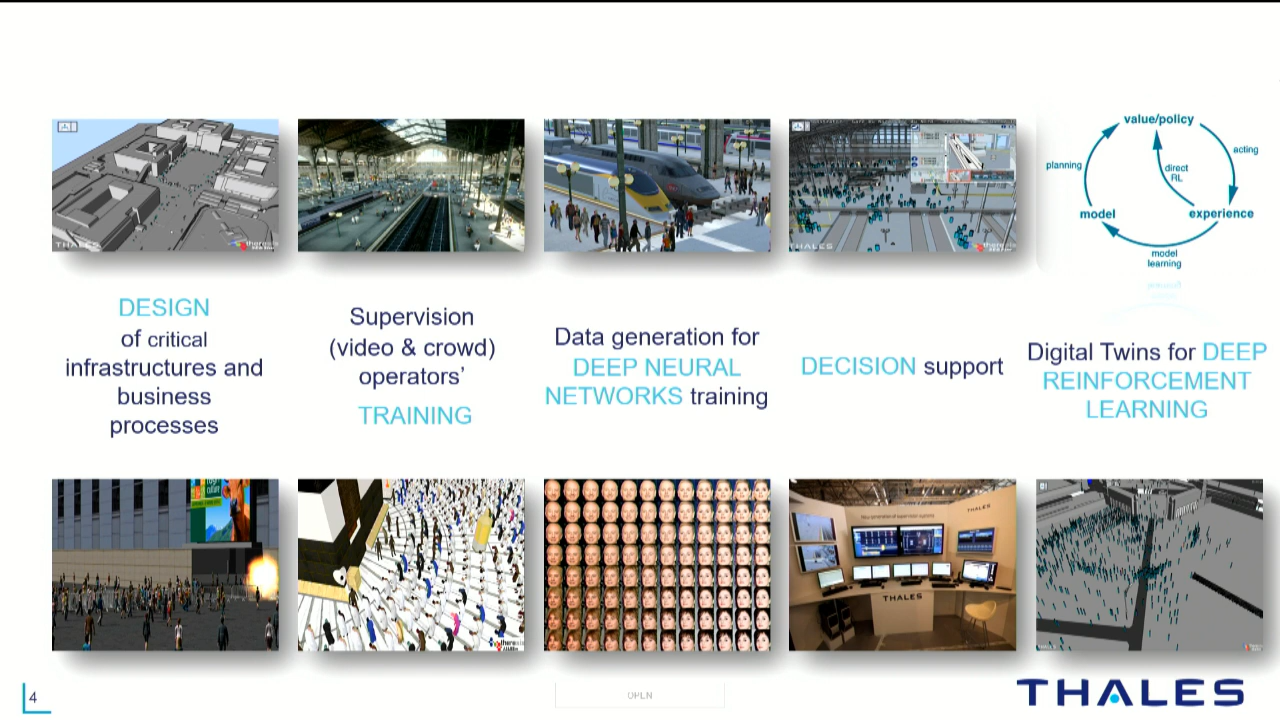 value/policy
planning
acting
direct
RL
model
experience
model
learning
THALES
THALES
DESIGN
of critical
infrastructures and
business
processes
Supervision
(video & crowd)
operators’
TRAINING
Data generation for
DEEP NEURAL
NETWORKS training
DECISION support
Digital Twins for DEEP
REINFORCEMENT
LEARNING
THALES
THALES
THALES
4
OPEN
THALES